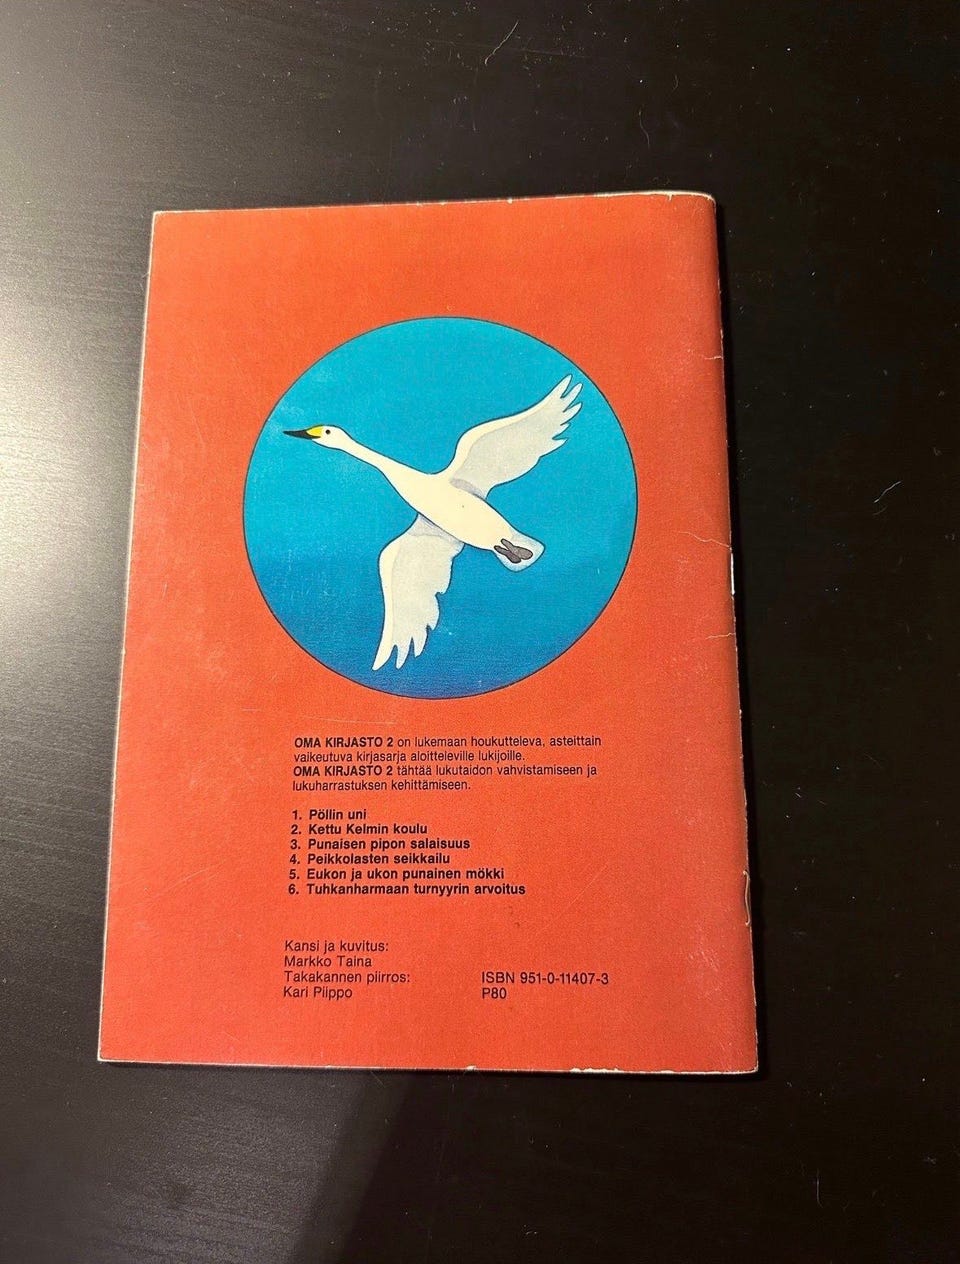 OMA KIRJASTO 2 on lukemaan houkutteleva, asteittain
vaikeutuva kirjasarja aloitteleville lukijoille.
OMA KIRJASTO 2 tähtää lukutaidon vahvistamiseen ja
lukuharrastuksen kehittämiseen.
1. Pöllin uni
2. Kettu Kelmin koulu
3. Punaisen pipon salaisuus
4. Peikkolasten seikkailu
5. Eukon ja ukon punainen mökki
6. Tuhkanharmaan turnyyrin arvoitus
Kansi ja kuvitus:
Markko Taina
Takakannen piirros:
Kari Piippo
ISBN 951-0-11407-3
P80